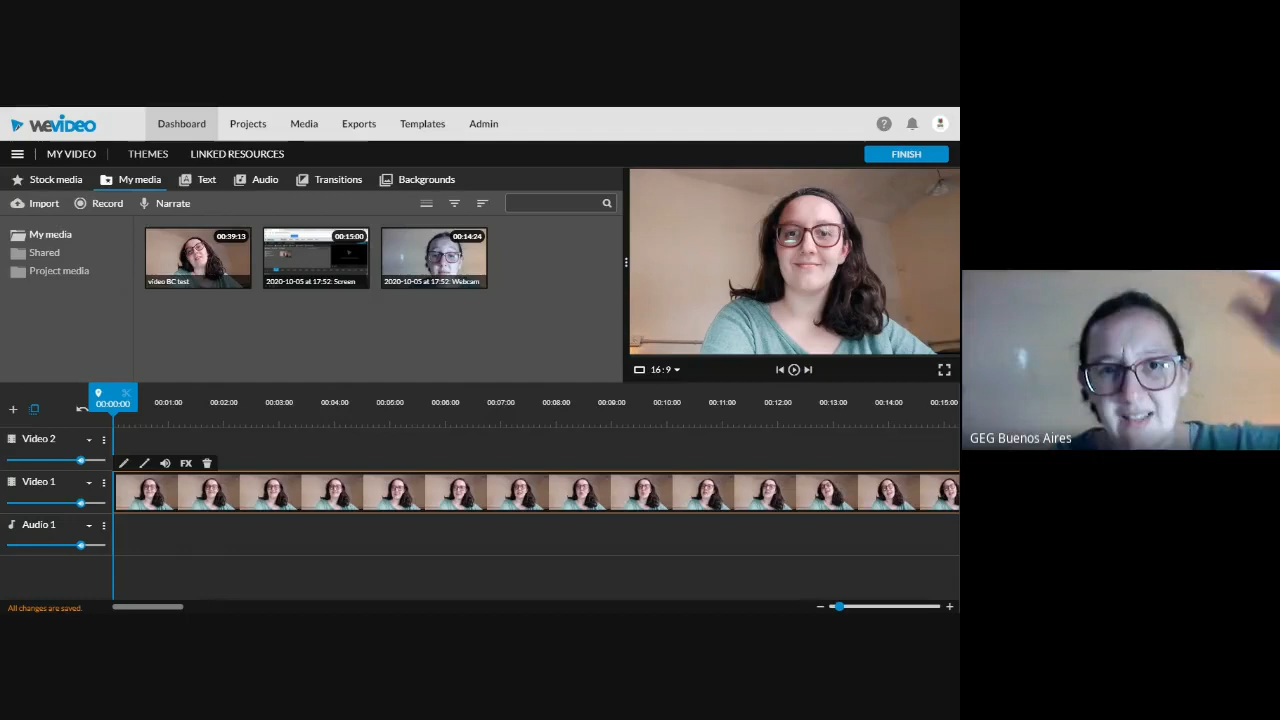 WEVIDEO Dashboard Projects Media Exports Templates Admin ?
MY VIDEO THEMES LINKED RESOURCES FINISH
Stock media My media Text Audio Transitions Backgrounds
Import Record Narrate
My media
Shared
Project media
00:39:13
video BC test
00:15:00
2020-10-05 at 17:52: Screen
00:14:24
2020-10-05 at 17:52: Webcam
16:9
00:00:00 00:01:00 00:02:00 00:03:00 00:04:00 00:05:00 00:06:00 00:07:00 00:08:00 00:09:00 00:10:00 00:11:00 00:12:00 00:13:00 00:14:00 00:15:00
Video 2
FX
Video 1
Audio 1
All changes are saved.
GEG Buenos Aires